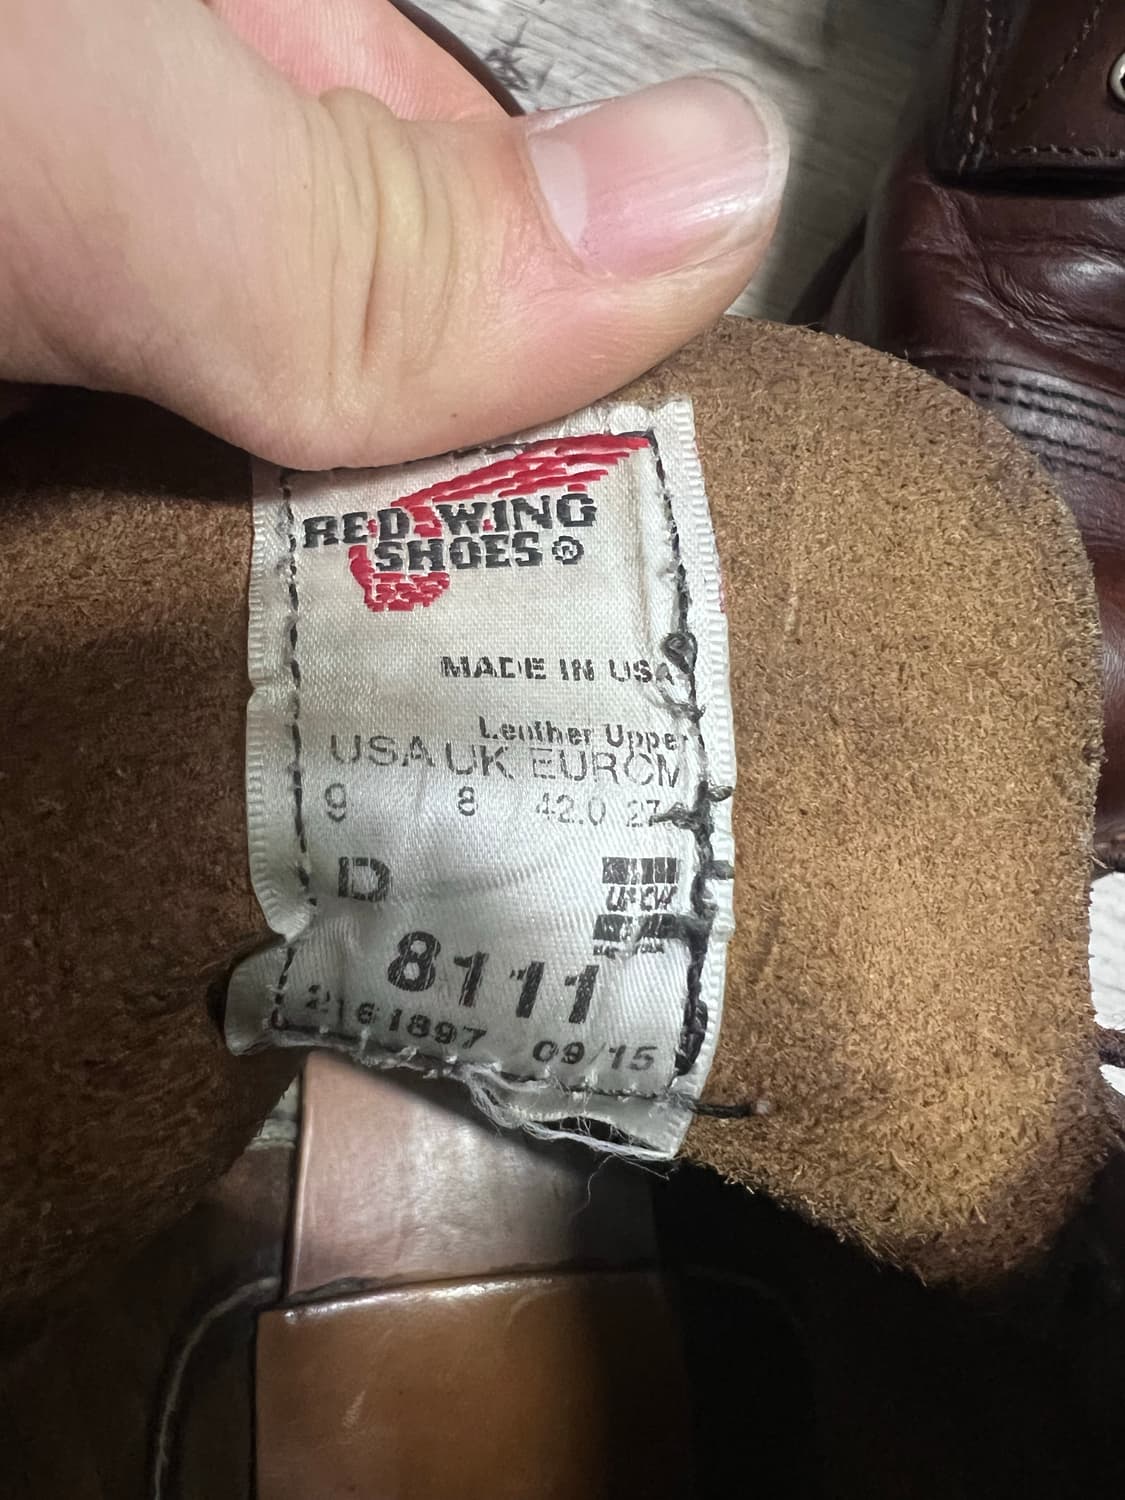 RED WING
SHOES®
MADE IN USA
Leather Upper
USA UK EUR CM
9 8 42.0 27
D
UFCW
8111
09/15